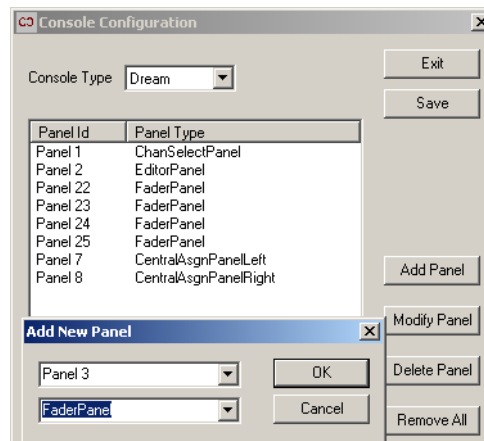 Console Configuration
Exit
Console Type Dream
Save
Panel Id Panel Type
Panel 1 ChanSelectPanel
Panel 2 EditorPanel
Panel 22 FaderPanel
Panel 23 FaderPanel
Panel 24 FaderPanel
Panel 25 FaderPanel
Panel 7 CentralAsgnPanelLeft
Panel 8 CentralAsgnPanelRight
Add Panel
Modify Panel
Delete Panel
Remove All
Add New Panel
Panel 3
OK
FaderPanel
Cancel